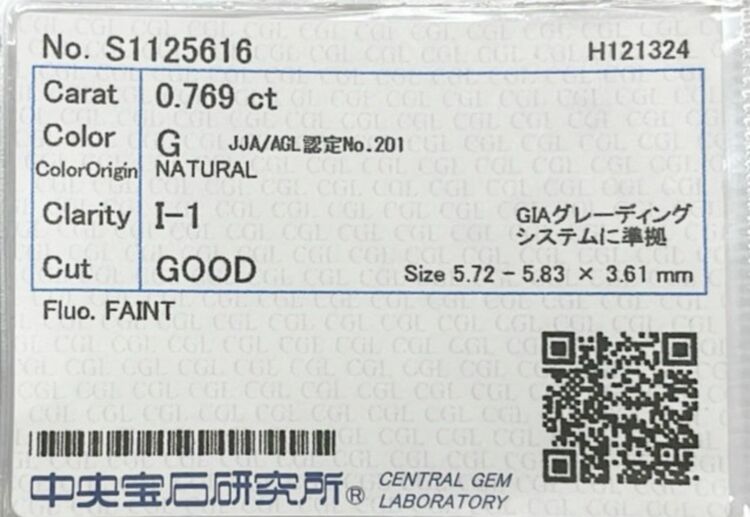 No. S1125616 H121324
Carat 0.769 ct
Color G JJA/AGL認定No.201
ColorOrigin NATURAL
Clarity I-1 GIAグレーディング
システムに準拠
Cut GOOD Size 5.72 - 5.83 × 3.61 mm
Fluo. FAINT
中央宝石研究所® CENTRAL GEM
LABORATORY